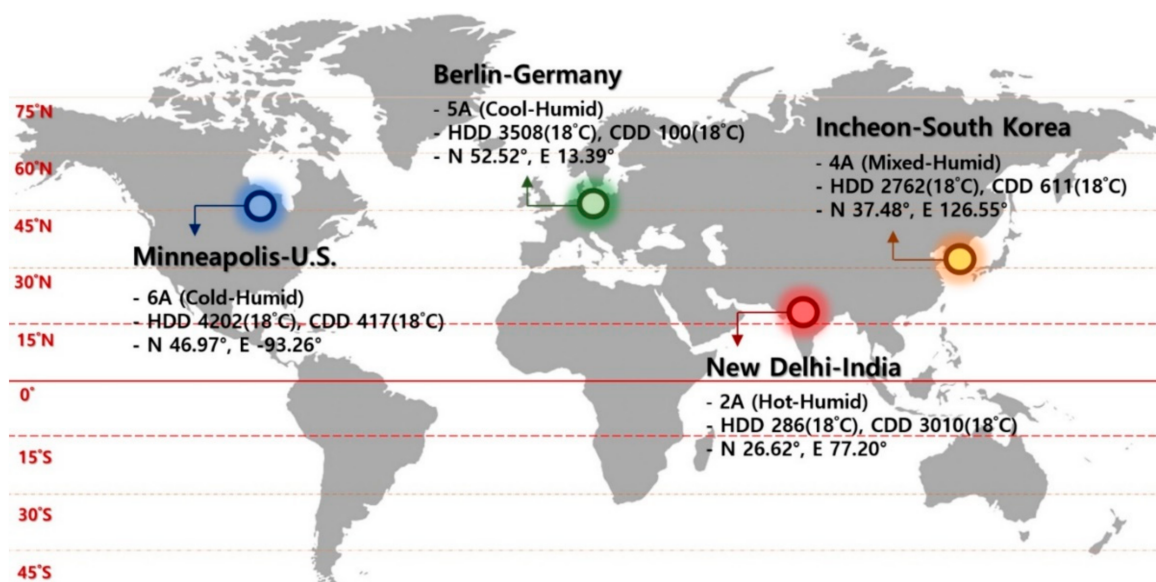 75°N
60°N
45°N
30°N
15°N
0°
15°S
30°S
45°S
Berlin-Germany
- 5A (Cool-Humid)
- HDD 3508(18°C), CDD 100(18°C)
- N 52.52°, E 13.39°
Incheon-South Korea
- 4A (Mixed-Humid)
- HDD 2762(18°C), CDD 611(18°C)
- N 37.48°, E 126.55°
Minneapolis-U.S.
- 6A (Cold-Humid)
- HDD 4202(18°C), CDD 417(18°C)
- N 46.97°, E -93.26°
New Delhi-India
- 2A (Hot-Humid)
- HDD 286(18°C), CDD 3010(18°C)
- N 26.62°, E 77.20°